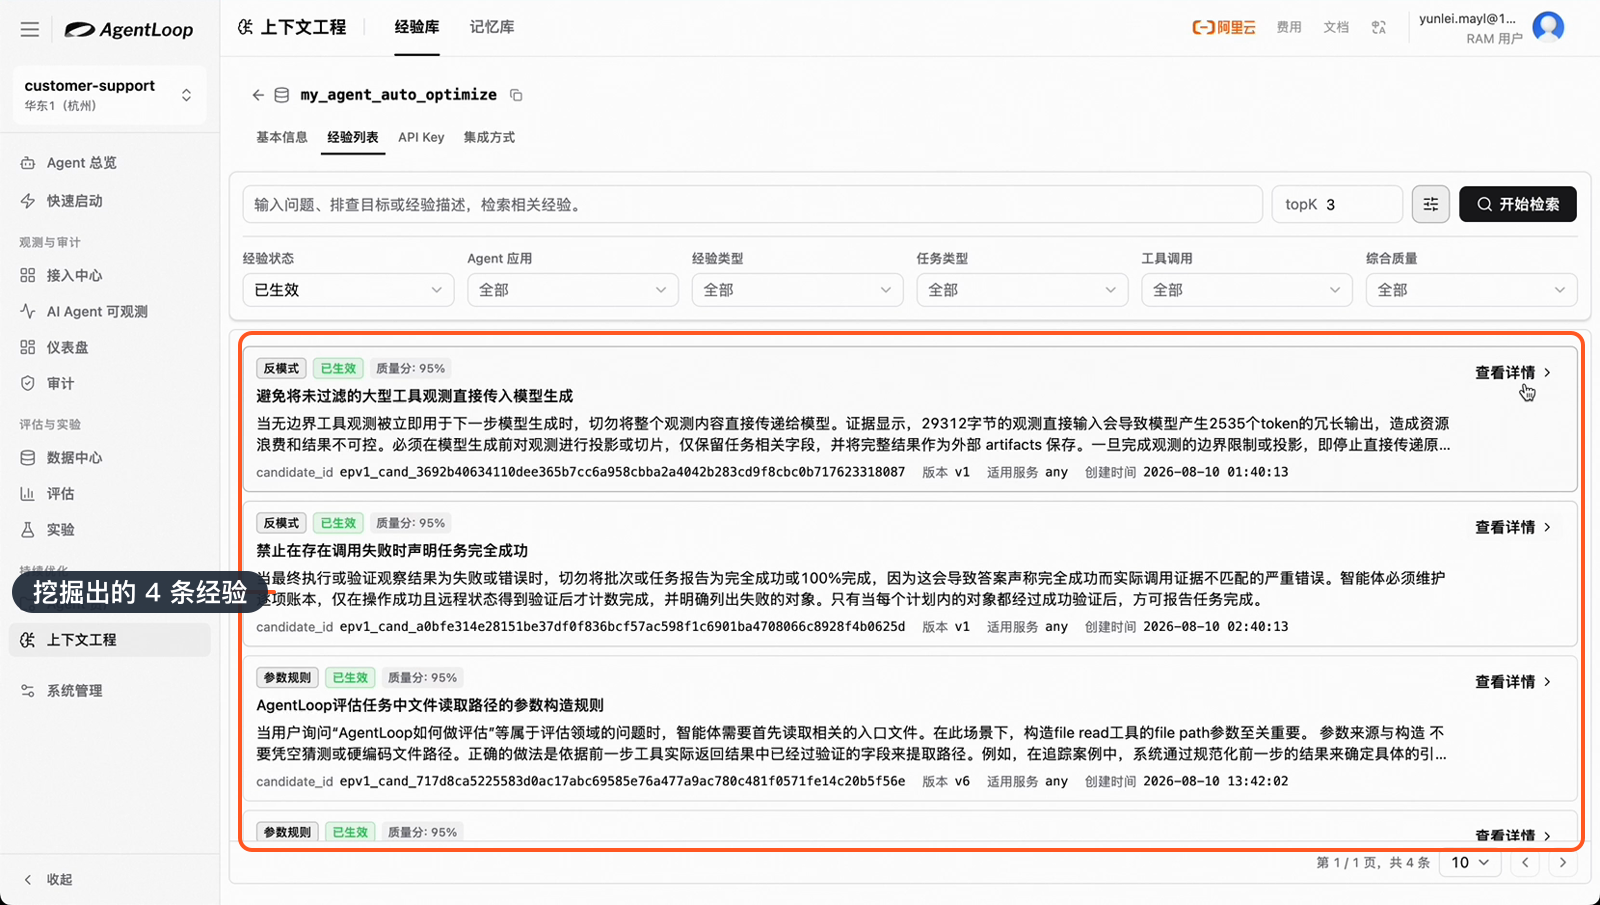 AgentLoop
上下文工程
经验库
记忆库
阿里云
费用
文档
yunlei.mayl@1...
RAM 用户
customer-support
华东1（杭州）
Agent 总览
快速启动
观测与审计
接入中心
AI Agent 可观测
仪表盘
审计
评估与实验
数据中心
评估
实验
挖掘出的 4 条经验
上下文工程
系统管理
收起
my_agent_auto_optimize
基本信息
经验列表
API Key
集成方式
输入问题、排查目标或经验描述，检索相关经验。
topK 3
开始检索
经验状态
Agent 应用
经验类型
任务类型
工具调用
综合质量
已生效
全部
全部
全部
全部
全部
反模式 已生效 质量分: 95%
查看详情
避免将未过滤的大型工具观测直接传入模型生成
当无边界工具观测被立即用于下一步模型生成时，切勿将整个观测内容直接传递给模型。证据显示，29312字节的观测直接输入会导致模型产生2535个token的冗长输出，造成资源
浪费和结果不可控。必须在模型生成前对观测进行投影或切片，仅保留任务相关字段，并将完整结果作为外部 artifacts 保存。一旦完成观测的边界限制或投影，即停止直接传递原...
candidate_id epv1_cand_3692b40634110dee365b7cc6a958cbba2a4042b283cd9f8cbc0b717623318087 版本 v1 适用服务 any 创建时间 2026-08-10 01:40:13
反模式 已生效 质量分: 95%
查看详情
禁止在存在调用失败时声明任务完全成功
当最终执行或验证观察结果为失败或错误时，切勿将批次或任务报告为完全成功或100%完成，因为这会导致答案声称完全成功而实际调用证据不匹配的严重错误。智能体必须维护
逐项账本，仅在操作成功且远程状态得到验证后才计数完成，并明确列出失败的对象。只有当每个计划内的对象都经过成功验证后，方可报告任务完成。
candidate_id epv1_cand_a0bfe314e28151be37df0f836bcf57ac598f1c6901ba4708066c8928f4b0625d 版本 v1 适用服务 any 创建时间 2026-08-10 02:40:13
参数规则 已生效 质量分: 95%
查看详情
AgentLoop评估任务中文件读取路径的参数构造规则
当用户询问“AgentLoop如何做评估”等属于评估领域的问题时，智能体需要首先读取相关的入口文件。在此场景下，构造file read工具的file path参数至关重要。 参数来源与构造 不
要凭空猜测或硬编码文件路径。正确的做法是依据前一步工具实际返回结果中已经过验证的字段来提取路径。例如，在追踪案例中，系统通过规范化前一步的结果来确定具体的引...
candidate_id epv1_cand_717d8ca5225583d0ac17abc69585e76a477a9ac780c481f0571fe14c20b5f56e 版本 v6 适用服务 any 创建时间 2026-08-10 13:42:02
参数规则 已生效 质量分: 95%
查看详情
第 1 / 1 页，共 4 条
10